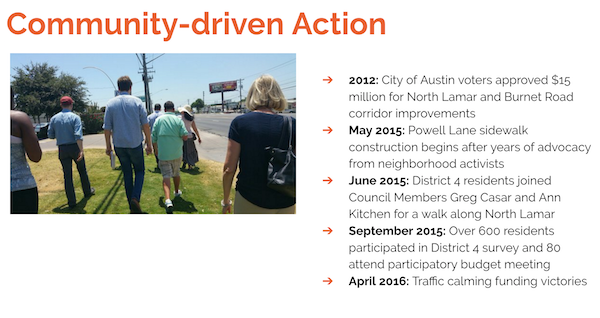 Community-driven Action
➔ 2012: City of Austin voters approved $15
million for North Lamar and Burnet Road
corridor improvements
➔ May 2015: Powell Lane sidewalk
construction begins after years of advocacy
from neighborhood activists
➔ June 2015: District 4 residents joined
Council Members Greg Casar and Ann
Kitchen for a walk along North Lamar
➔ September 2015: Over 600 residents
participated in District 4 survey and 80
attend participatory budget meeting
➔ April 2016: Traffic calming funding victories